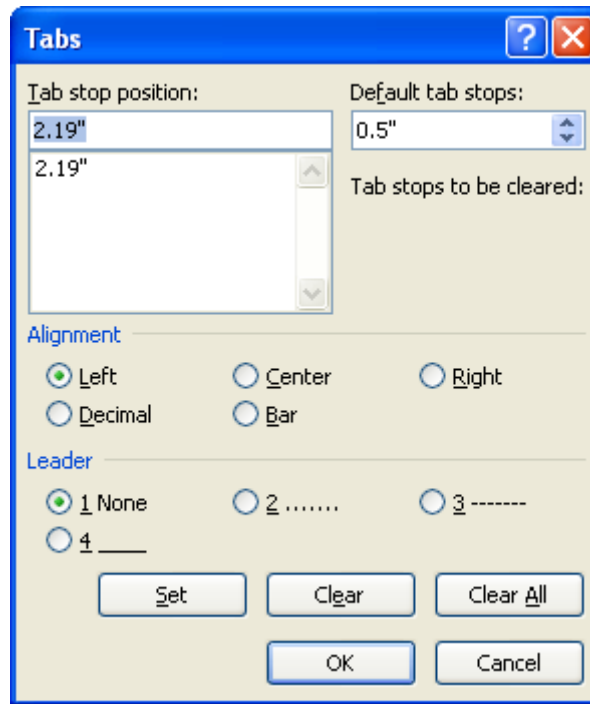 Tabs
Tab stop position: Default tab stops:
2.19" 0.5"
2.19" Tab stops to be cleared:
Alignment
Left Center Right
Decimal Bar
Leader
1 None 2 ....... 3 -------
4 ____
Set Clear Clear All
OK Cancel